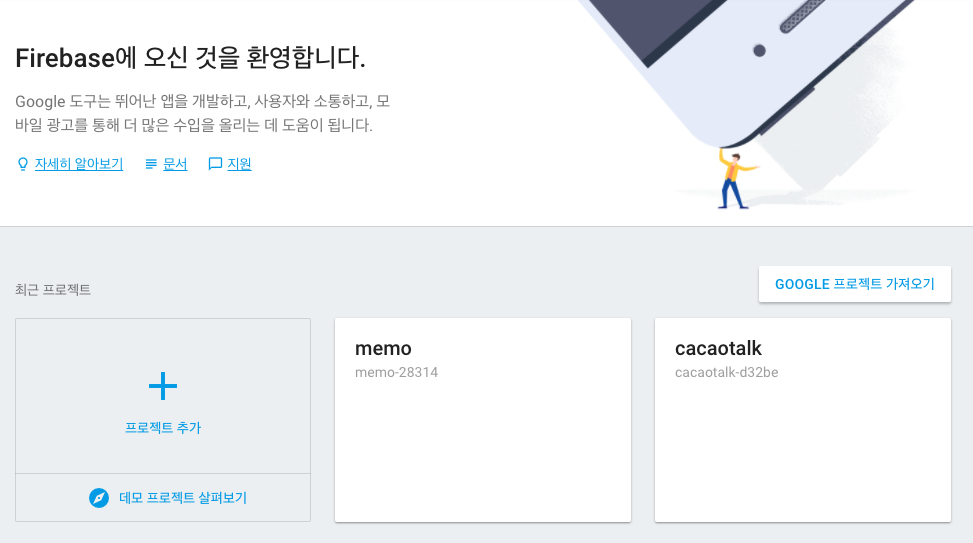 Firebase에 오신 것을 환영합니다.
Google 도구는 뛰어난 앱을 개발하고, 사용자와 소통하고, 모
바일 광고를 통해 더 많은 수입을 올리는 데 도움이 됩니다.
자세히 알아보기 문서 지원
최근 프로젝트
GOOGLE 프로젝트 가져오기
프로젝트 추가
데모 프로젝트 살펴보기
memo
memo-28314
cacaotalk
cacaotalk-d32be